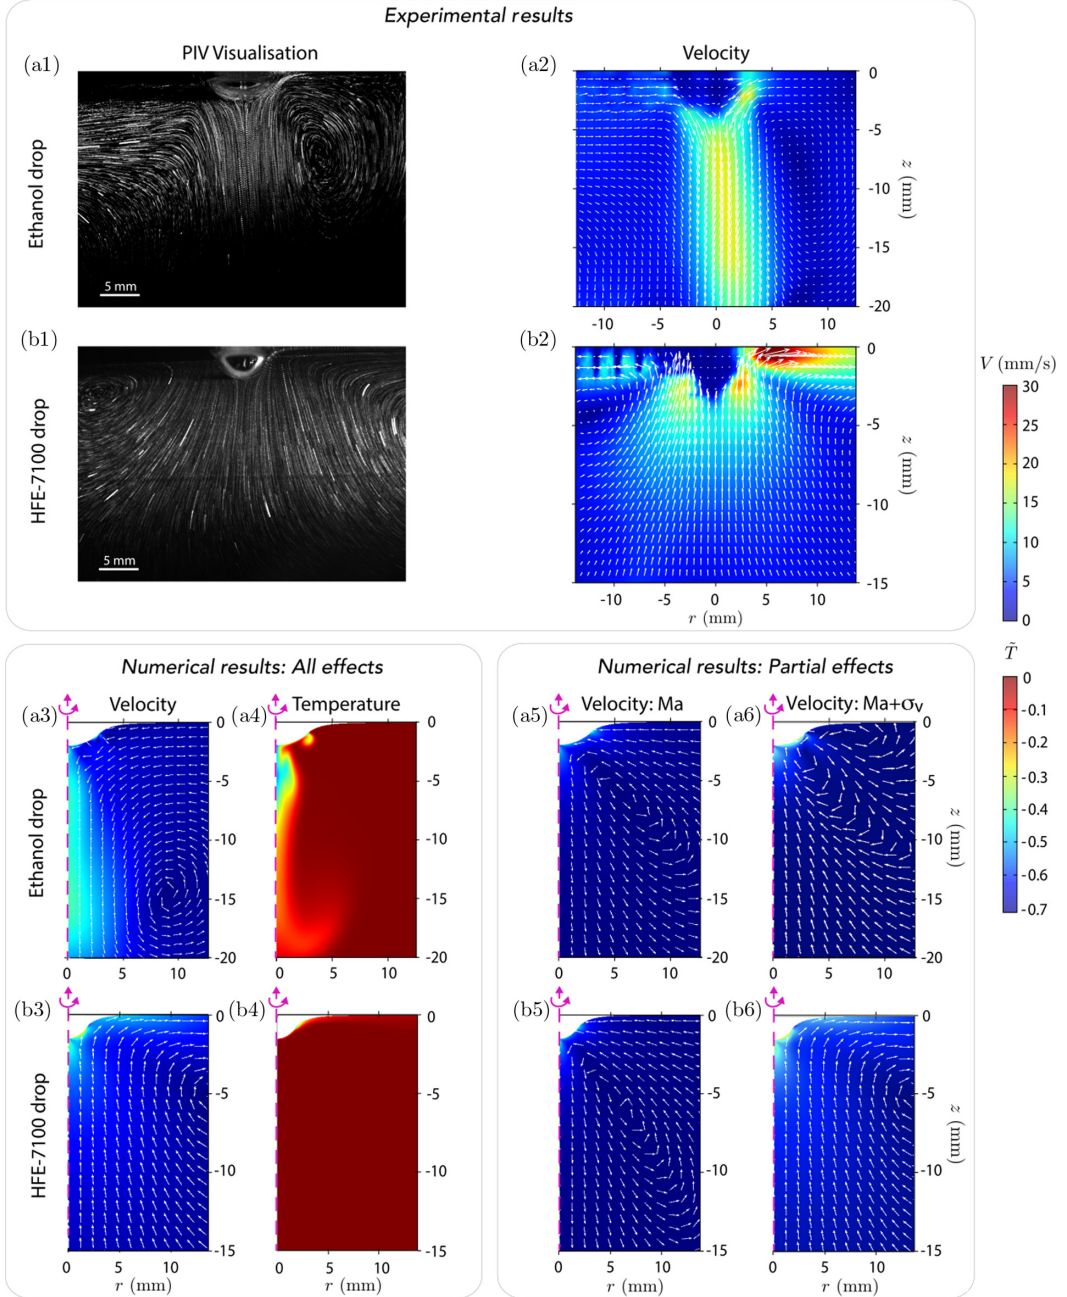 Experimental results
PIV Visualisation
Velocity
(a1)
(a2)
Ethanol drop
5 mm
0
-5
-10
-15
-20
z (mm)
-10 -5 0 5 10
(b1)
(b2)
HFE-7100 drop
5 mm
0
-5
-10
-15
z (mm)
-10 -5 0 5 10
r (mm)
V (mm/s)
30
25
20
15
10
5
0
Numerical results: All effects
Velocity
Temperature
(a3)
(a4)
Ethanol drop
0
-5
-10
-15
-20
0 5 10
0
-5
-10
-15
-20
0 5 10
(b3)
(b4)
HFE-7100 drop
0
-5
-10
-15
0 5 10
r (mm)
0
-5
-10
-15
0 5 10
r (mm)
Numerical results: Partial effects
Velocity: Ma
Velocity: Ma+σv
(a5)
(a6)
0
-5
-10
-15
-20
0 5 10
0
-5
-10
-15
-20
z (mm)
0 5 10
(b5)
(b6)
0
-5
-10
-15
0 5 10
r (mm)
0
-5
-10
-15
z (mm)
0 5 10
r (mm)
T̃
0
-0.1
-0.2
-0.3
-0.4
-0.5
-0.6
-0.7